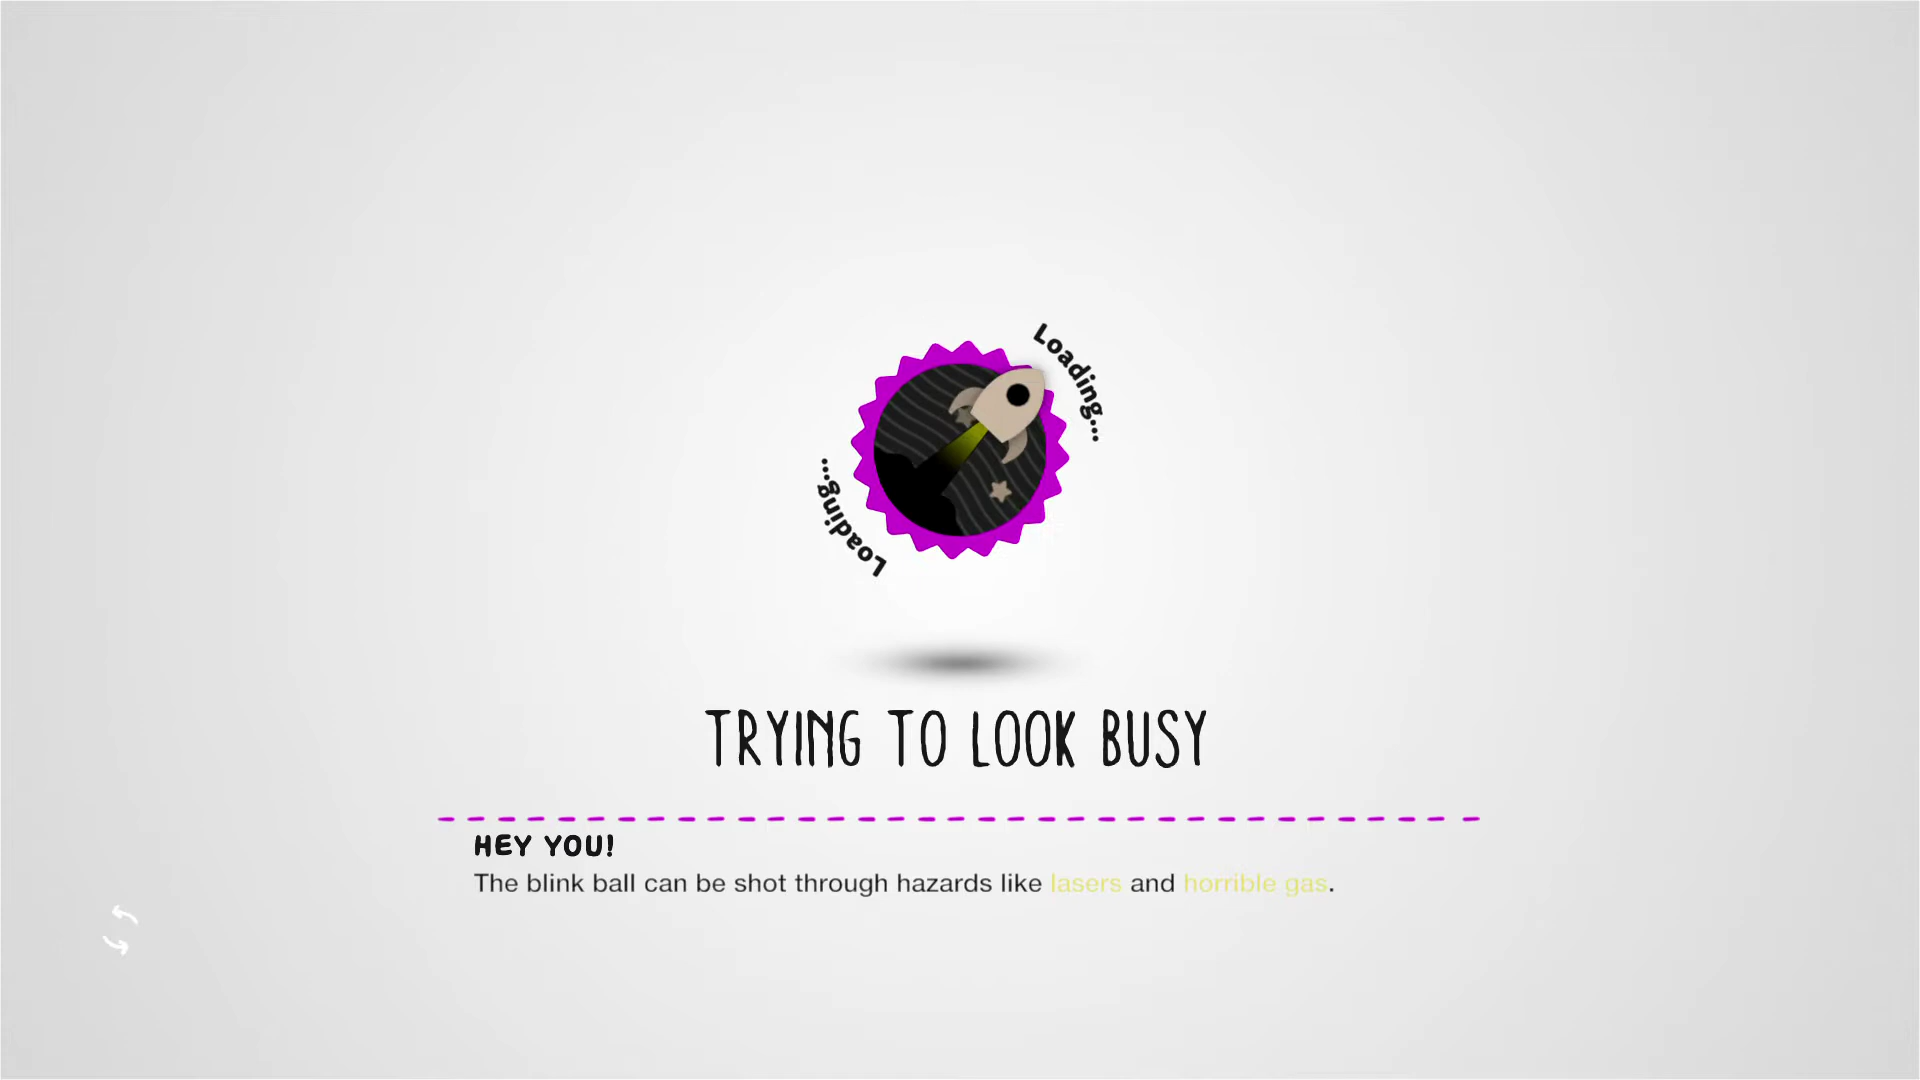 Loading...
Loading...
TRYING TO LOOK BUSY
HEY YOU!
The blink ball can be shot through hazards like lasers and horrible gas.